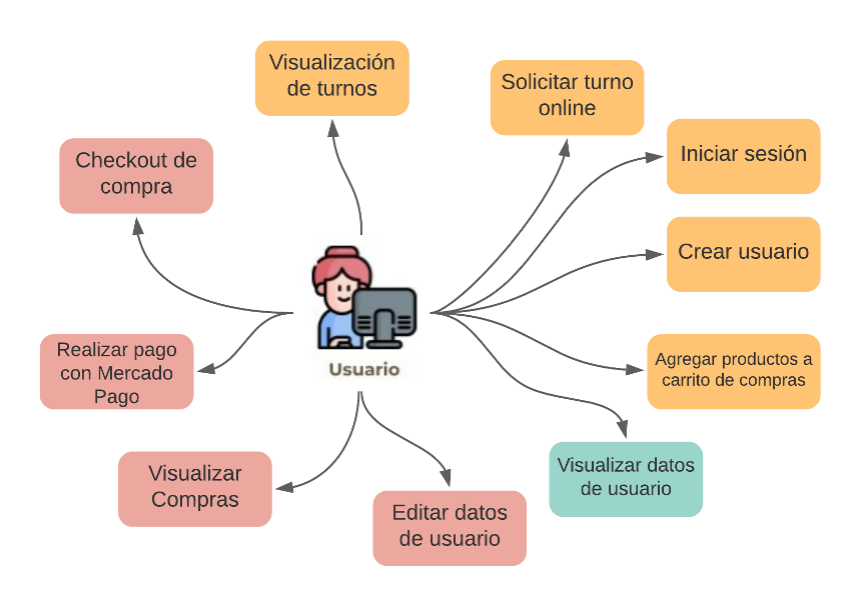 Visualización
de turnos
Solicitar turno
online
Iniciar sesión
Checkout de
compra
Crear usuario
Realizar pago
con Mercado
Pago
Usuario
Agregar productos a
carrito de compras
Visualizar
Compras
Editar datos
de usuario
Visualizar datos
de usuario